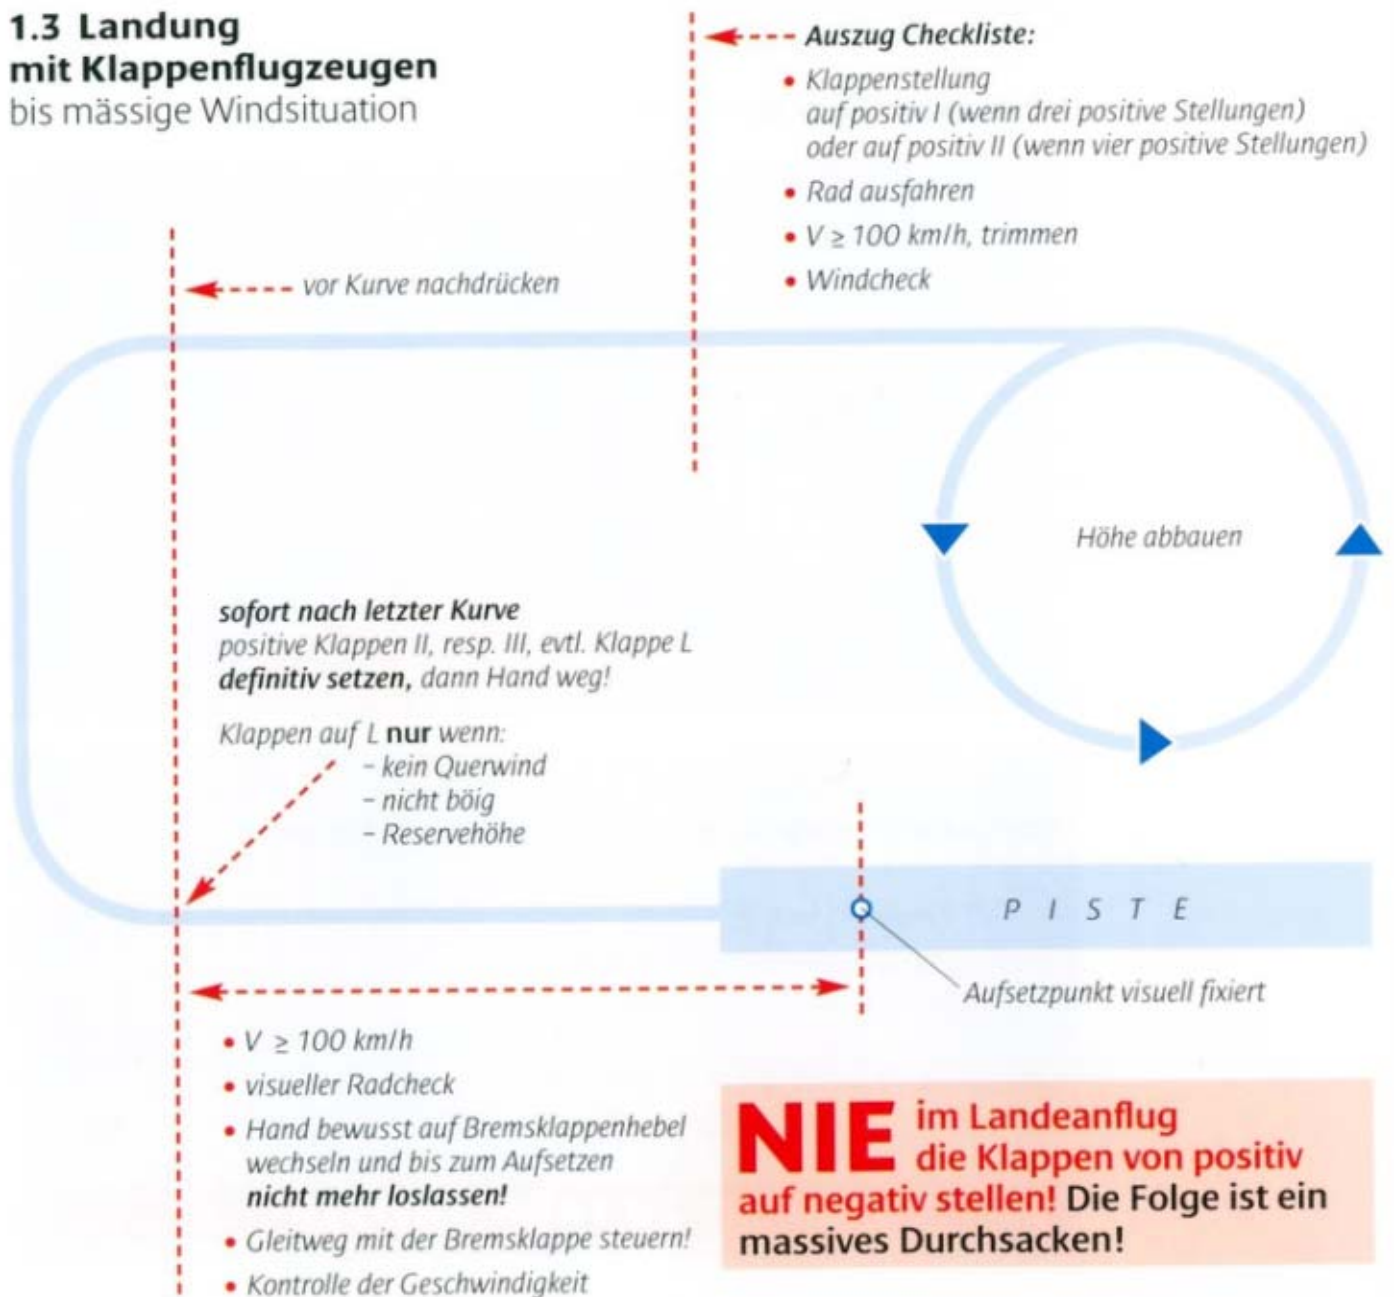 1.3 Landung
mit Klappenflugzeugen
bis mässige Windsituation
Auszug Checkliste:
• Klappenstellung
auf positiv I (wenn drei positive Stellungen)
oder auf positiv II (wenn vier positive Stellungen)
• Rad ausfahren
• V ≥ 100 km/h, trimmen
• Windcheck
vor Kurve nachdrücken
Höhe abbauen
sofort nach letzter Kurve
positive Klappen II, resp. III, evtl. Klappe L
definitiv setzen, dann Hand weg!
Klappen auf L nur wenn:
– kein Querwind
– nicht böig
– Reservehöhe
PISTE
Aufsetzpunkt visuell fixiert
• V ≥ 100 km/h
• visueller Radcheck
• Hand bewusst auf Bremsklappenhebel
wechseln und bis zum Aufsetzen
nicht mehr loslassen!
• Gleitweg mit der Bremsklappe steuern!
• Kontrolle der Geschwindigkeit
NIE im Landeanflug
die Klappen von positiv
auf negativ stellen! Die Folge ist ein
massives Durchsacken!